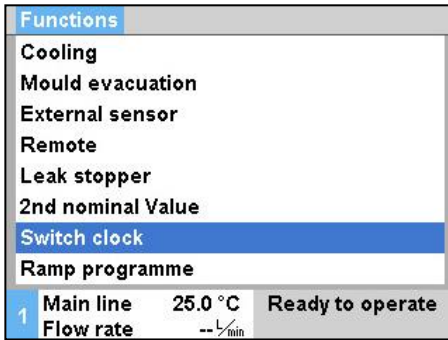 Functions
Cooling
Mould evacuation
External sensor
Remote
Leak stopper
2nd nominal Value
Switch clock
Ramp programme
1 Main line 25.0 °C Ready to operate
Flow rate -- L/min